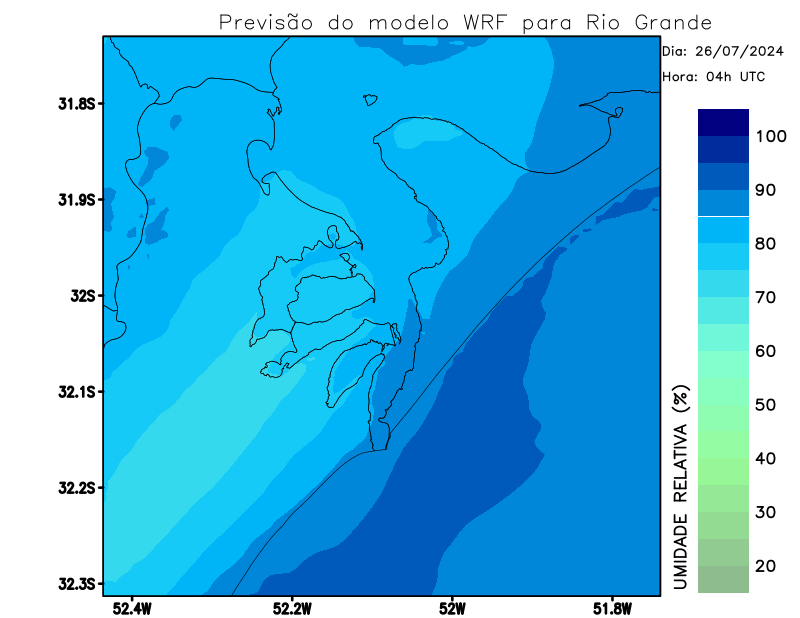 Previsão do modelo WRF para Rio Grande
Dia: 26/07/2024
Hora: 04h UTC
31.8S
31.9S
32S
32.1S
32.2S
32.3S
52.4W
52.2W
52W
51.8W
100
90
80
70
60
50
40
30
20
UMIDADE RELATIVA (%)